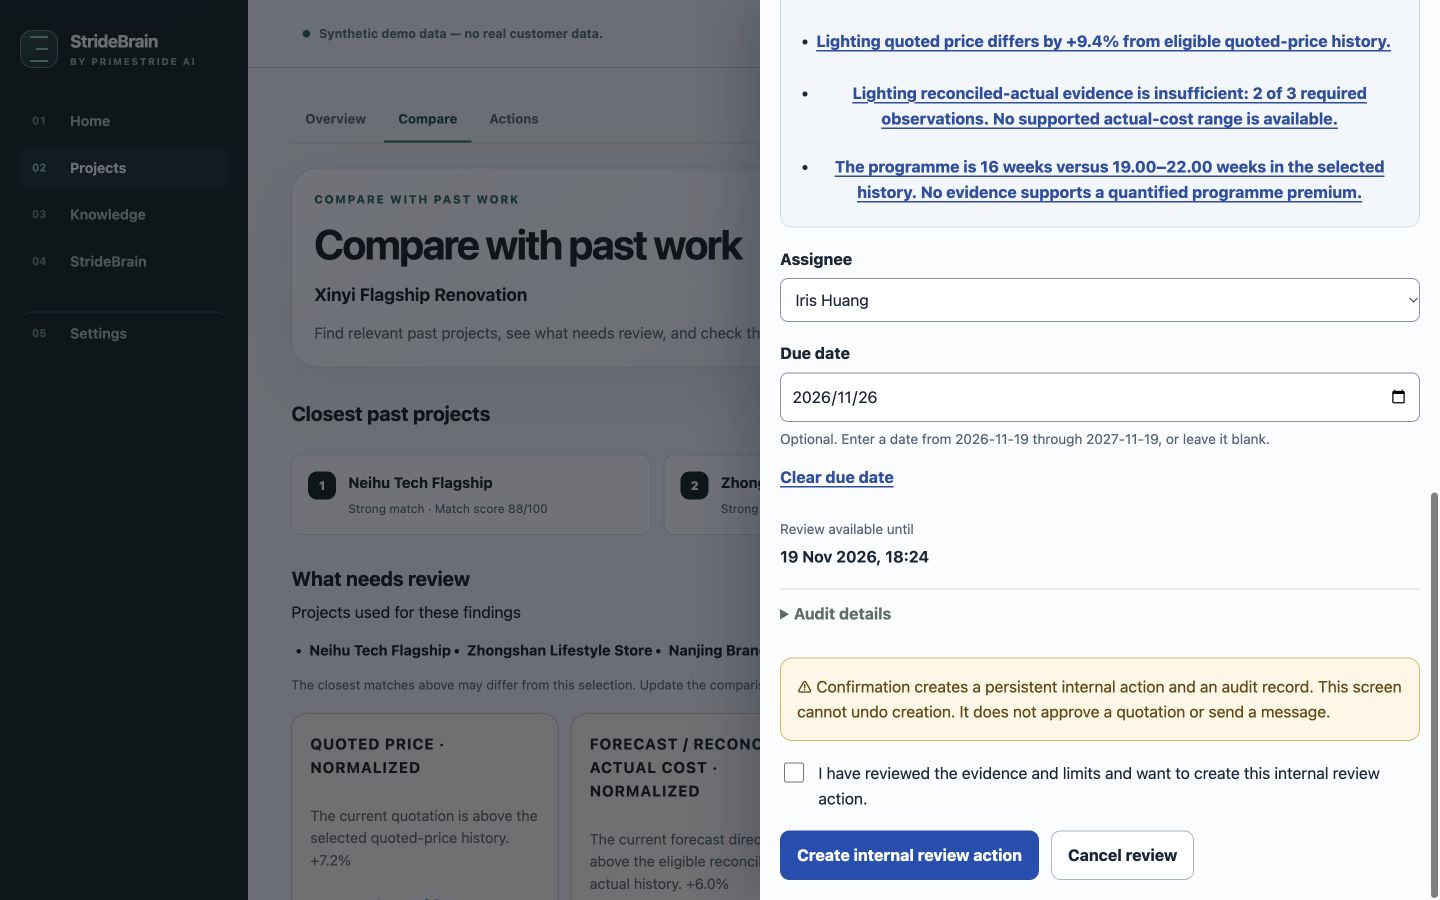 StrideBrain
BY PRIMESTRIDE AI
01 Home
02 Projects
03 Knowledge
04 StrideBrain
05 Settings
Synthetic demo data — no real customer data.
Overview Compare Actions
COMPARE WITH PAST WORK
Compare with past work
Xinyi Flagship Renovation
Find relevant past projects, see what needs review, and check th
Closest past projects
1 Neihu Tech Flagship
Strong match · Match score 88/100
2 Zhong
Strong
What needs review
Projects used for these findings
• Neihu Tech Flagship • Zhongshan Lifestyle Store • Nanjing Bran
The closest matches above may differ from this selection. Update the comparis
QUOTED PRICE ·
NORMALIZED
The current quotation is above the
selected quoted-price history.
+7.2%
FORECAST / RECONC
ACTUAL COST ·
NORMALIZED
The current forecast direc
above the eligible reconcil
actual history. +6.0%
• Lighting quoted price differs by +9.4% from eligible quoted-price history.
• Lighting reconciled-actual evidence is insufficient: 2 of 3 required
observations. No supported actual-cost range is available.
• The programme is 16 weeks versus 19.00–22.00 weeks in the selected
history. No evidence supports a quantified programme premium.
Assignee
Iris Huang
Due date
2026/11/26
Optional. Enter a date from 2026-11-19 through 2027-11-19, or leave it blank.
Clear due date
Review available until
19 Nov 2026, 18:24
▶ Audit details
⚠ Confirmation creates a persistent internal action and an audit record. This screen
cannot undo creation. It does not approve a quotation or send a message.
I have reviewed the evidence and limits and want to create this internal review
action.
Create internal review action Cancel review